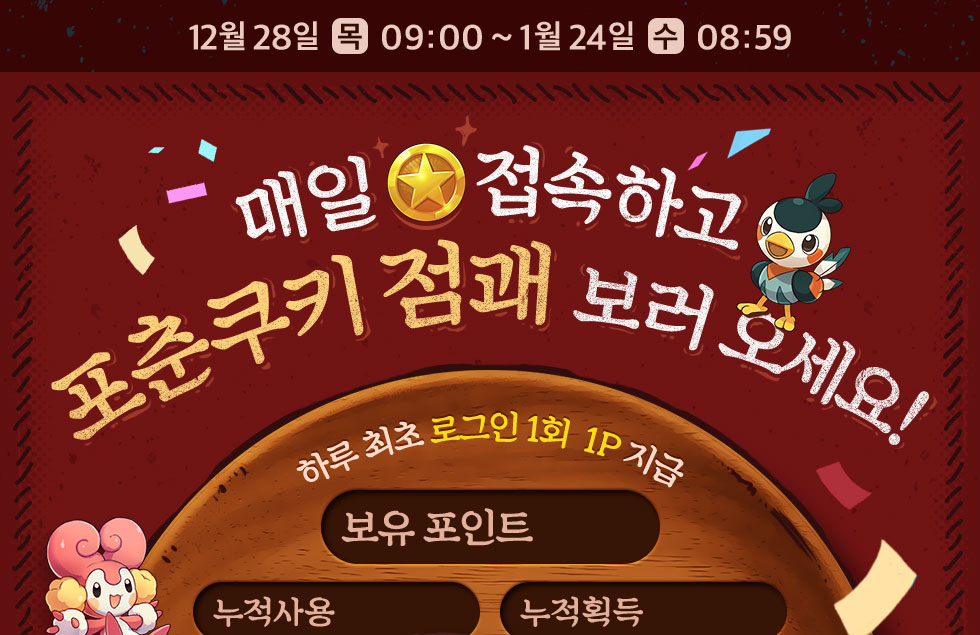 12월 28일 목 09:00 ~ 1월 24일 수 08:59
매일 접속하고
포춘쿠키 점괘 보러 오세요!
하루 최초 로그인 1회 1P 지급
보유 포인트
누적사용 누적획득